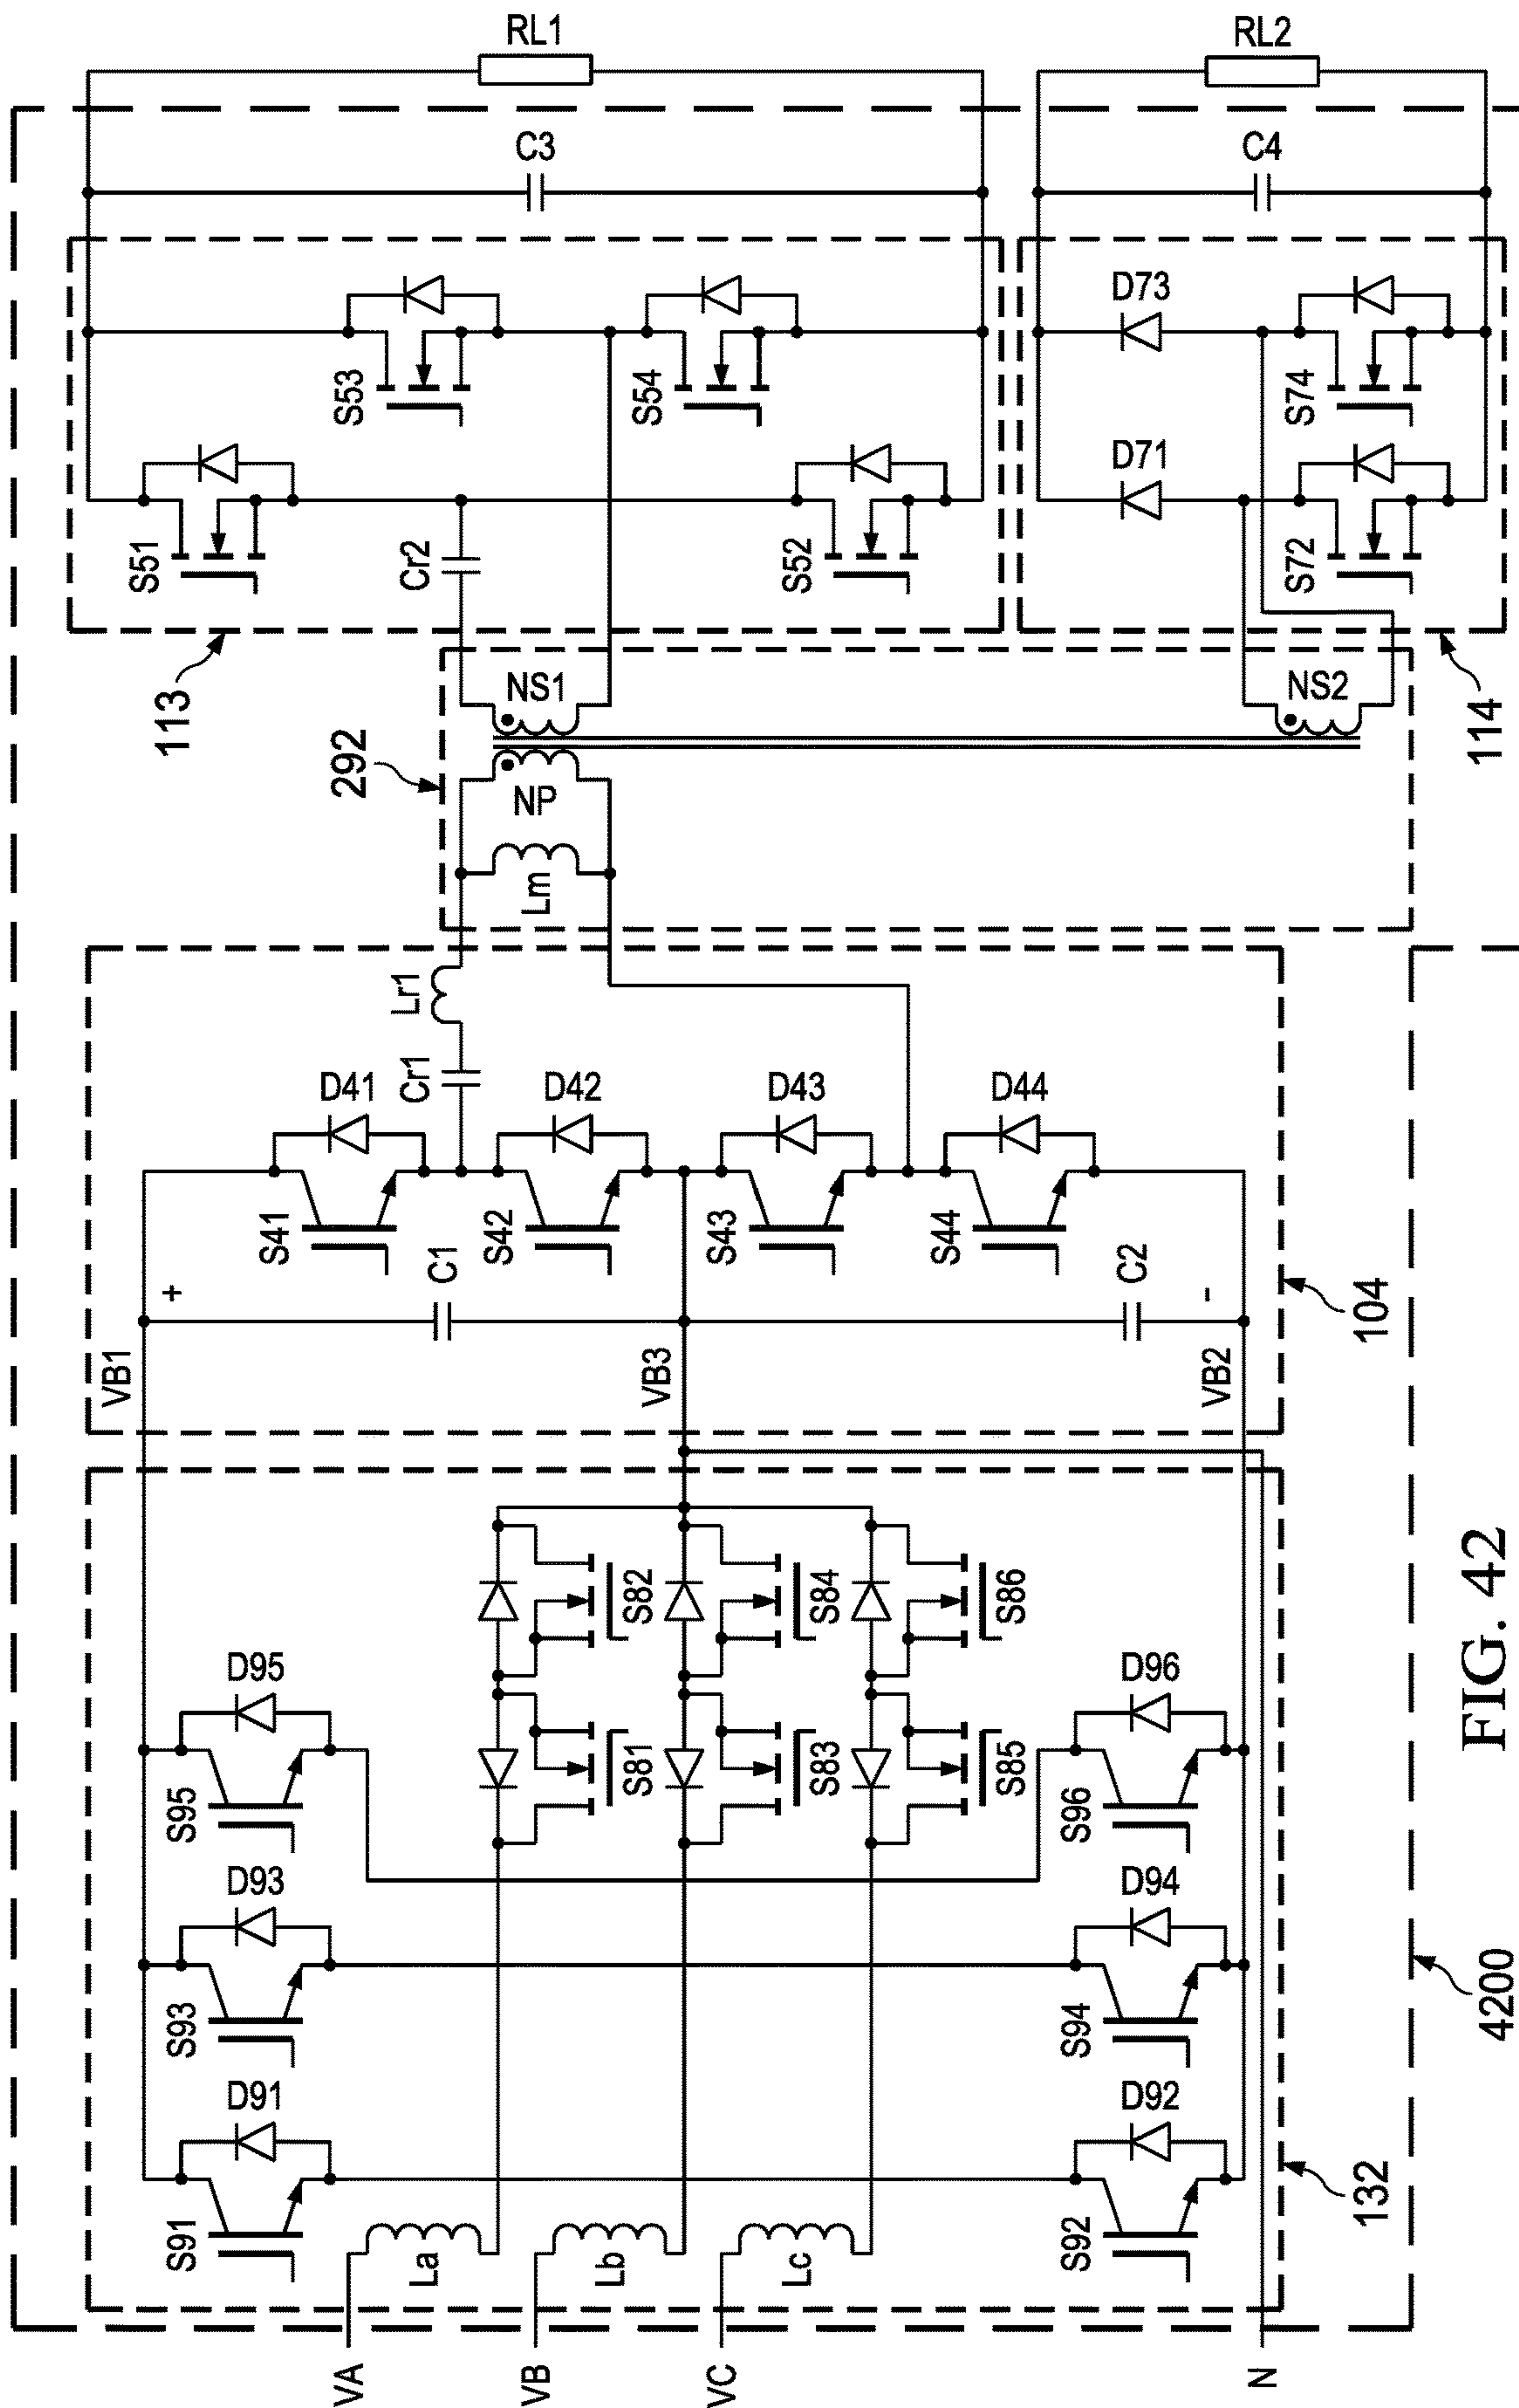 VA
VB
VC
N
La
Lb
Lc
S91
D91
S93
D93
S95
D95
S81
S82
S83
S84
S85
S86
S92
D92
S94
D94
S96
D96
132
VB1
VB3
VB2
+
-
C1
C2
S41
D41
S42
D42
S43
D43
S44
D44
Cr1
Lr1
104
Lm
NP
NS1
NS2
292
Cr2
S51
S53
S54
S52
113
D71
D73
S72
S74
114
C3
C4
RL1
RL2
4200
FIG. 42